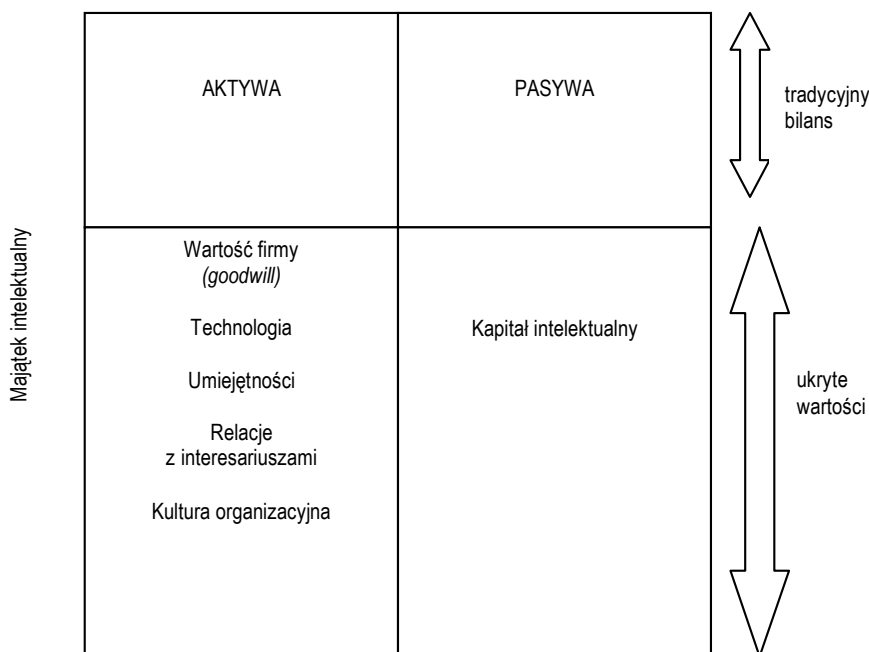 AKTYWA
PASYWA
tradycyjny
bilans
Majątek intelektualny
Wartość firmy
(goodwill)
Technologia
Umiejętności
Relacje
z interesariuszami
Kultura organizacyjna
Kapitał intelektualny
ukryte
wartości